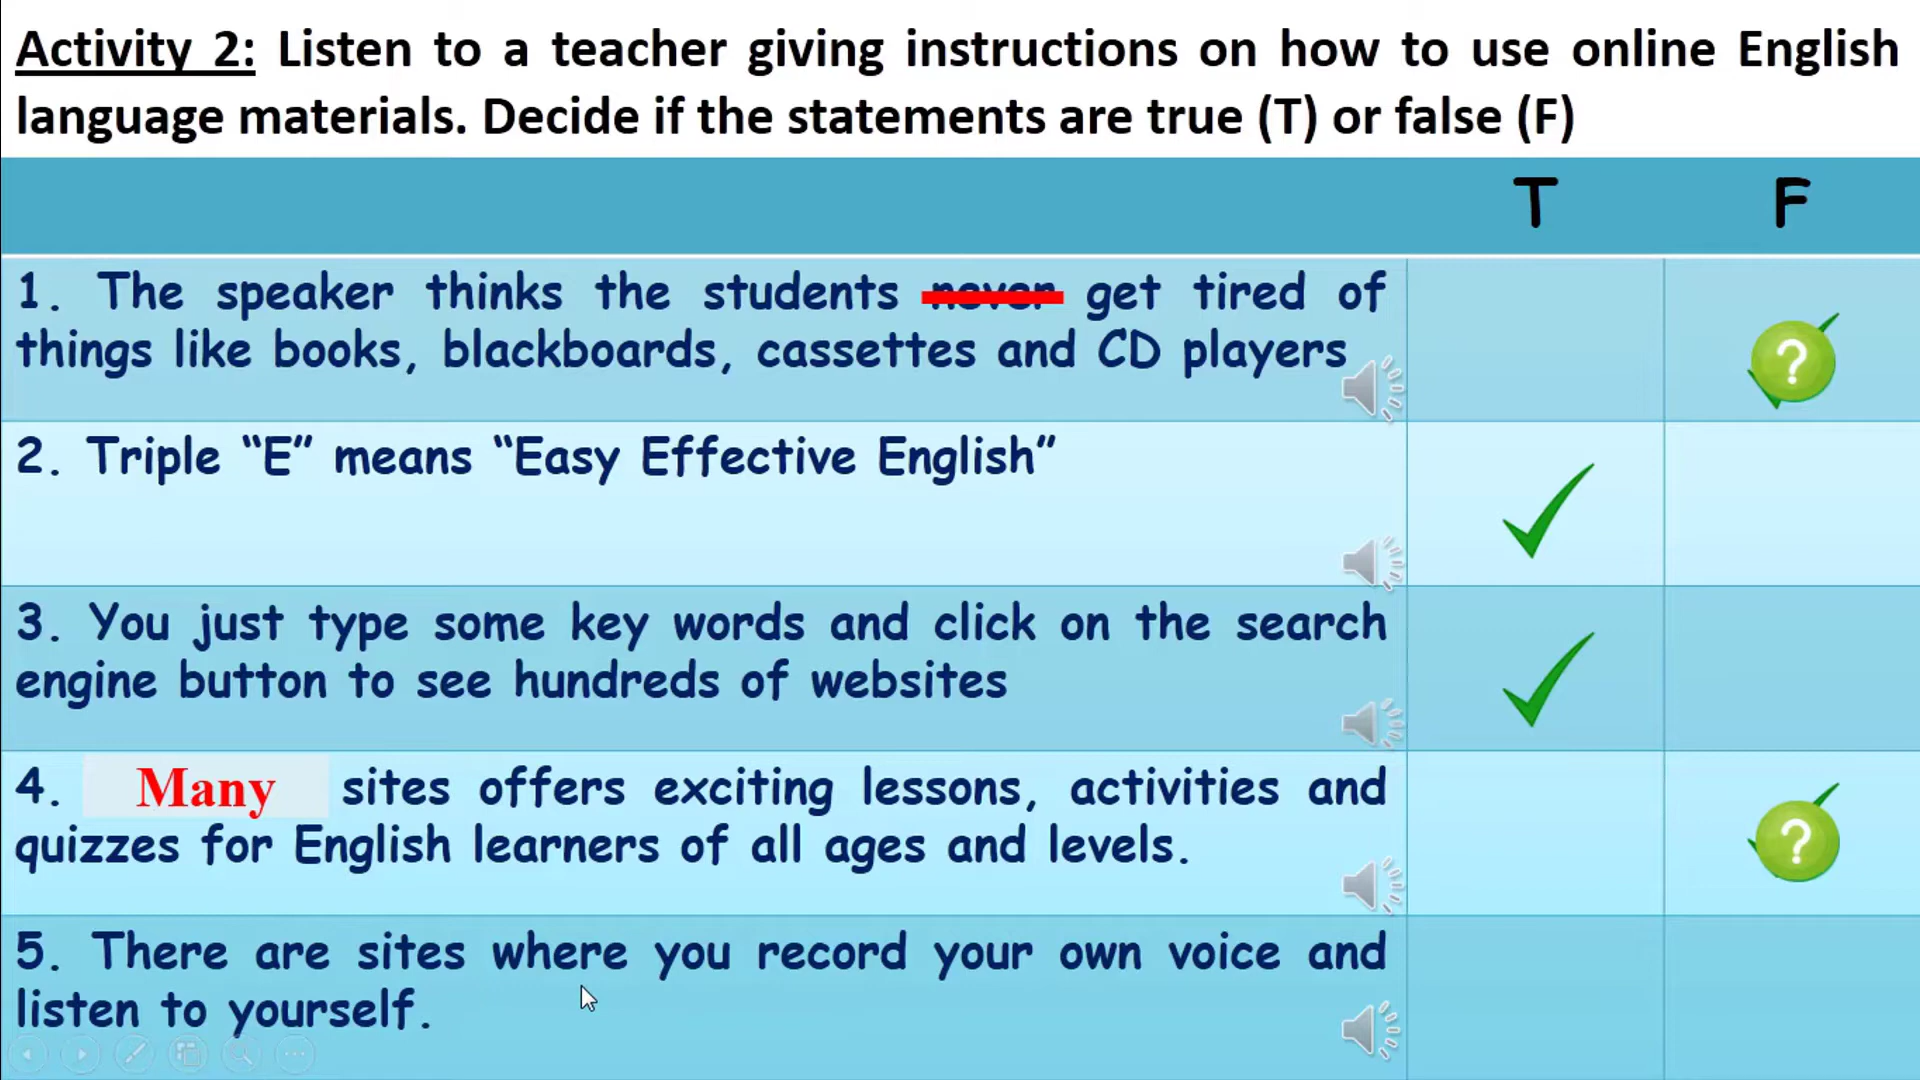 Activity 2: Listen to a teacher giving instructions on how to use online English
language materials. Decide if the statements are true (T) or false (F)
T F
1. The speaker thinks the students never get tired of
things like books, blackboards, cassettes and CD players
?
2. Triple “E” means “Easy Effective English”
3. You just type some key words and click on the search
engine button to see hundreds of websites
4. Many sites offers exciting lessons, activities and
quizzes for English learners of all ages and levels.
?
5. There are sites where you record your own voice and
listen to yourself.